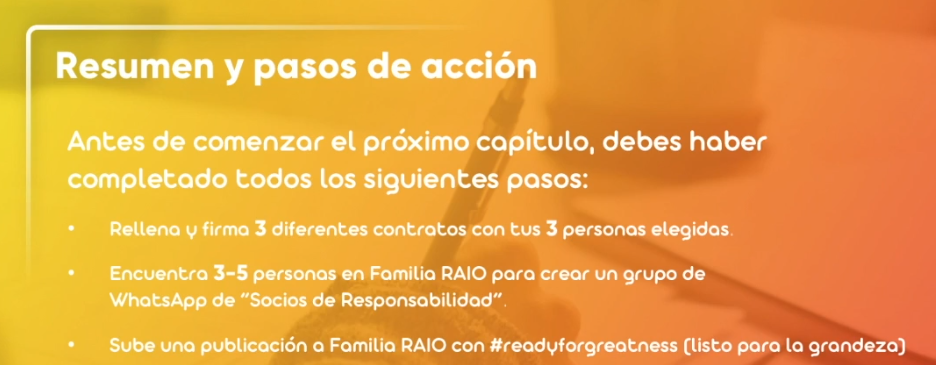 Resumen y pasos de acción
Antes de comenzar el próximo capítulo, debes haber
completado todos los siguientes pasos:
• Rellena y firma 3 diferentes contratos con tus 3 personas elegidas.
• Encuentra 3-5 personas en Familia RAIO para crear un grupo de
WhatsApp de "Socios de Responsabilidad".
• Sube una publicación a Familia RAIO con #readyforgreatness (listo para la grandeza)